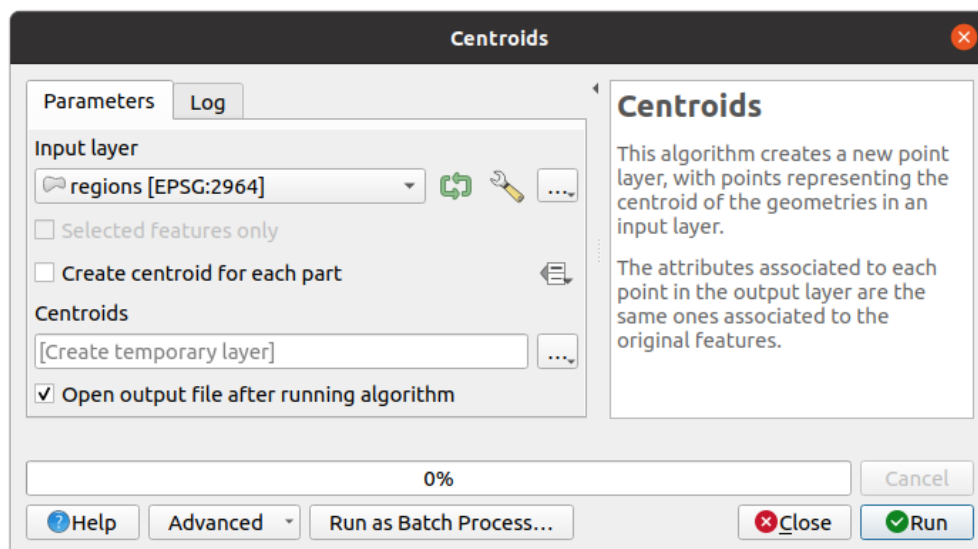 Centroids
Parameters
Log
Input layer
regions [EPSG:2964]
...
Selected features only
Create centroid for each part
Centroids
[Create temporary layer]
...
Open output file after running algorithm
Centroids
This algorithm creates a new point
layer, with points representing the
centroid of the geometries in an
input layer.
The attributes associated to each
point in the output layer are the
same ones associated to the
original features.
0%
Cancel
Help
Advanced
Run as Batch Process...
Close
Run